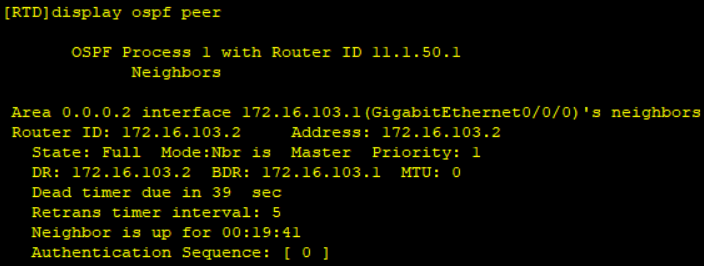 [RTD]display ospf peer
OSPF Process 1 with Router ID 11.1.50.1
Neighbors
Area 0.0.0.2 interface 172.16.103.1(GigabitEthernet0/0/0)'s neighbors
Router ID: 172.16.103.2 Address: 172.16.103.2
State: Full Mode:Nbr is Master Priority: 1
DR: 172.16.103.2 BDR: 172.16.103.1 MTU: 0
Dead timer due in 39 sec
Retrans timer interval: 5
Neighbor is up for 00:19:41
Authentication Sequence: [ 0 ]